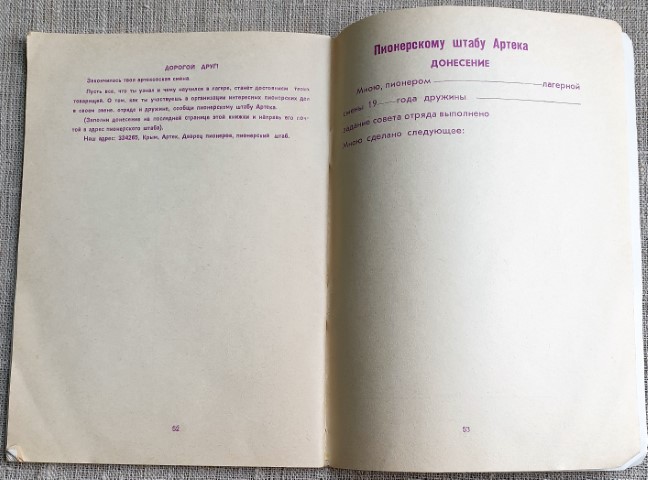 ДОРОГОЙ ДРУГ!
Закончилась твоя артековская смена.
Пусть все, что ты узнал и чему научился в лагере, станет достоянием твоих
товарищей. О том, как ты участвуешь в организации интересных пионерских дел
в своем звене, отряде и дружине, сообщи пионерскому штабу Артека.
(Заполни донесение на последней странице этой книжки и направь его поч-
той в адрес пионерского штаба).
Наш адрес: 334265, Крым, Артек, Дворец пионеров, пионерский штаб.
52
Пионерскому штабу Артека
ДОНЕСЕНИЕ
Мною, пионером лагерной
смены 19 года дружины
задание совета отряда выполнено
Мною сделано следующее:
53